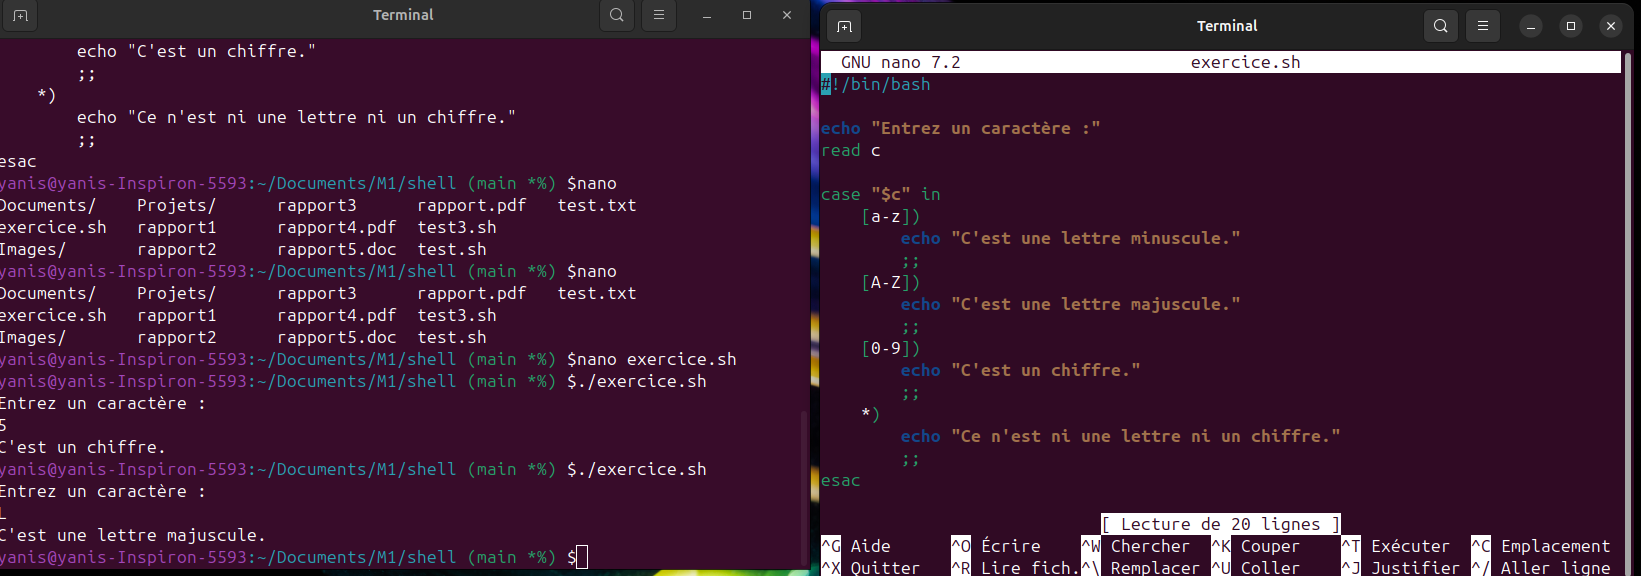 Terminal
echo "C'est un chiffre."
;;
*)
echo "Ce n'est ni une lettre ni un chiffre."
;;
esac
yanis@yanis-Inspiron-5593:~/Documents/M1/shell (main *%) $nano
Documents/ Projets/ rapport3 rapport.pdf test.txt
exercice.sh rapport1 rapport4.pdf test3.sh
Images/ rapport2 rapport5.doc test.sh
yanis@yanis-Inspiron-5593:~/Documents/M1/shell (main *%) $nano
Documents/ Projets/ rapport3 rapport.pdf test.txt
exercice.sh rapport1 rapport4.pdf test3.sh
Images/ rapport2 rapport5.doc test.sh
yanis@yanis-Inspiron-5593:~/Documents/M1/shell (main *%) $nano exercice.sh
yanis@yanis-Inspiron-5593:~/Documents/M1/shell (main *%) $./exercice.sh
Entrez un caractère :
5
C'est un chiffre.
yanis@yanis-Inspiron-5593:~/Documents/M1/shell (main *%) $./exercice.sh
Entrez un caractère :
L
C'est une lettre majuscule.
yanis@yanis-Inspiron-5593:~/Documents/M1/shell (main *%) $
Terminal
GNU nano 7.2 exercice.sh
#!/bin/bash
echo "Entrez un caractère :"
read c
case "$c" in
[a-z])
echo "C'est une lettre minuscule."
;;
[A-Z])
echo "C'est une lettre majuscule."
;;
[0-9])
echo "C'est un chiffre."
;;
*)
echo "Ce n'est ni une lettre ni un chiffre."
;;
esac
[ Lecture de 20 lignes ]
^G Aide ^O Écrire ^W Chercher ^K Couper ^T Exécuter ^C Emplacement
^X Quitter ^R Lire fich. ^\ Remplacer ^U Coller ^J Justifier ^/ Aller ligne